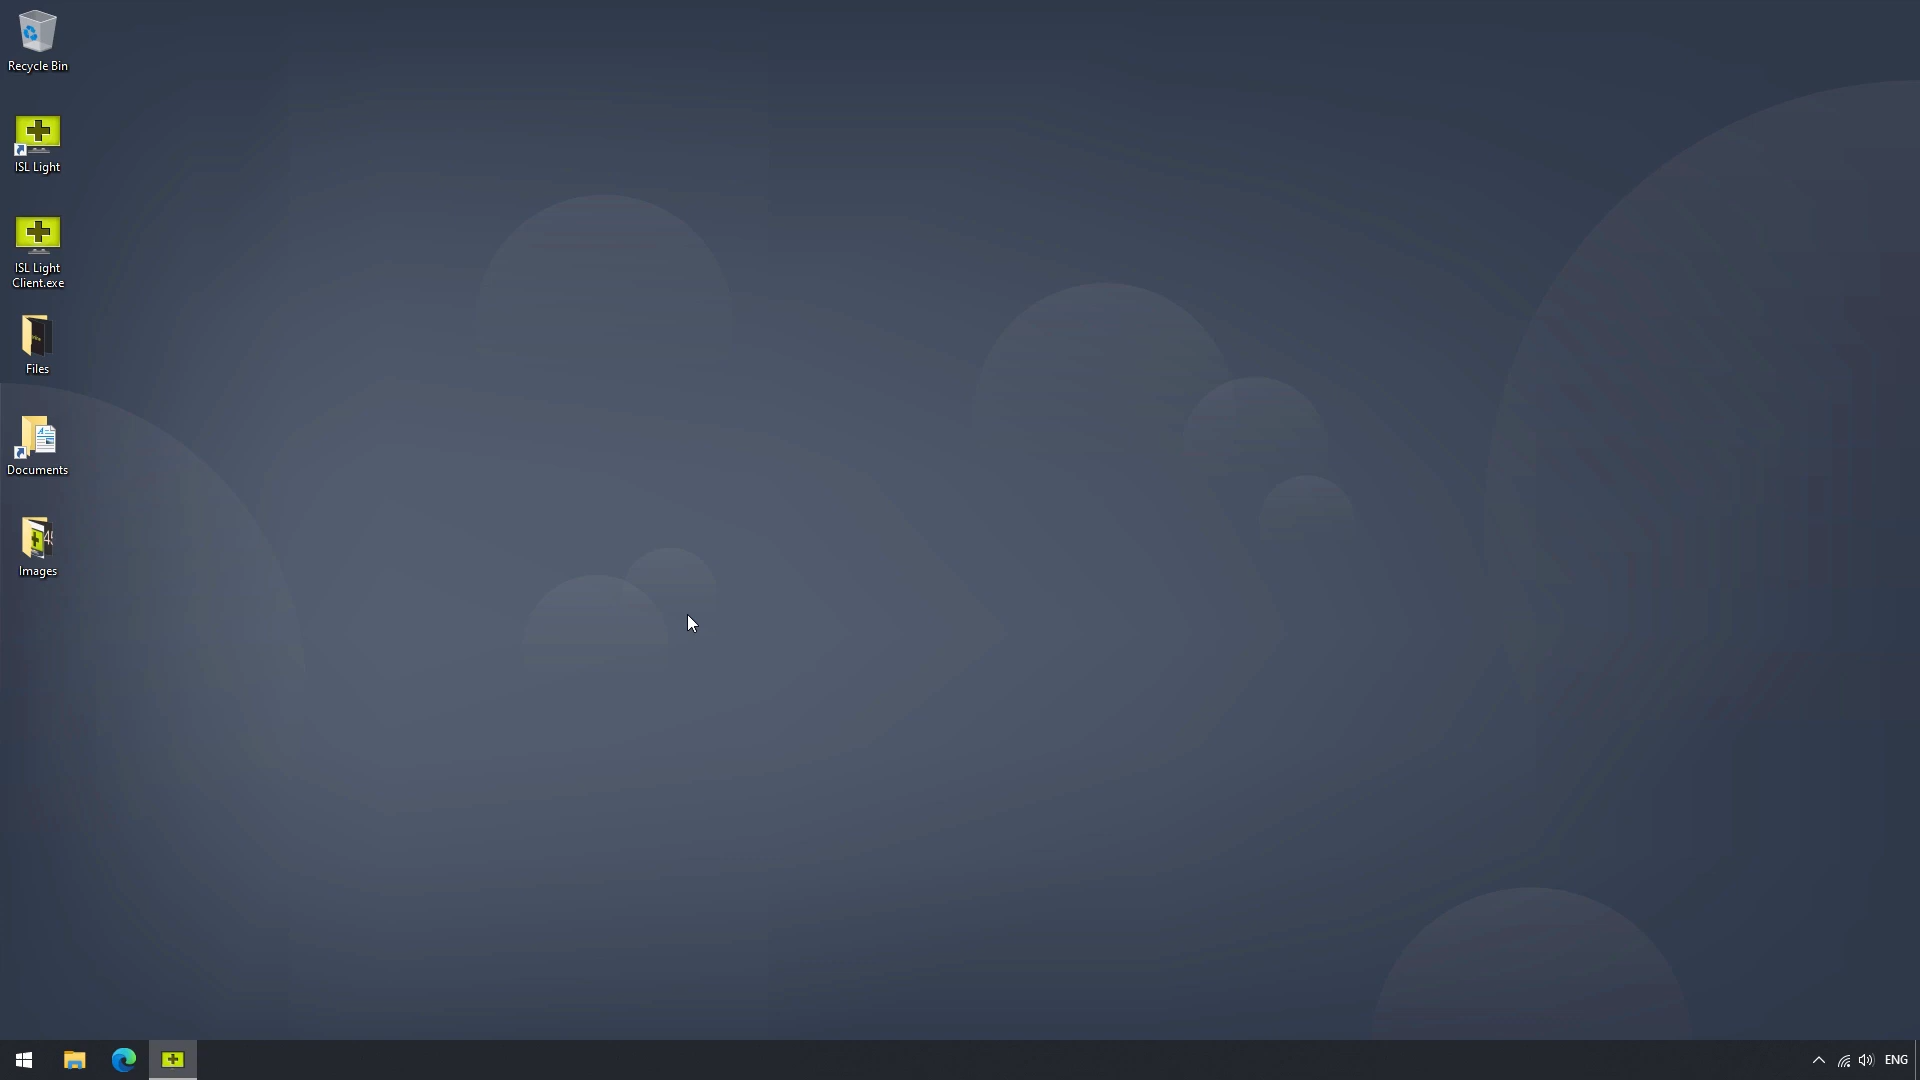 Recycle Bin
ISL Light
ISL Light
Client.exe
Files
Documents
Images
ENG